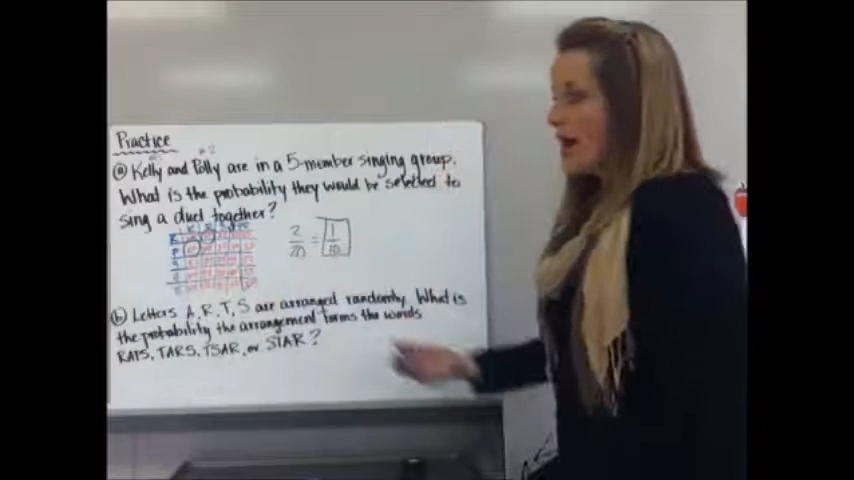 Practice
ⓐ Kelly and Polly are in a 5-member singing group.
What is the probability they would be selected to
sing a duet together?
2/20 = 1/10
ⓑ Letters A, R, T, S are arranged randomly. What is
the probability the arrangement forms the words
RATS, TARS, TSAR, or STAR?